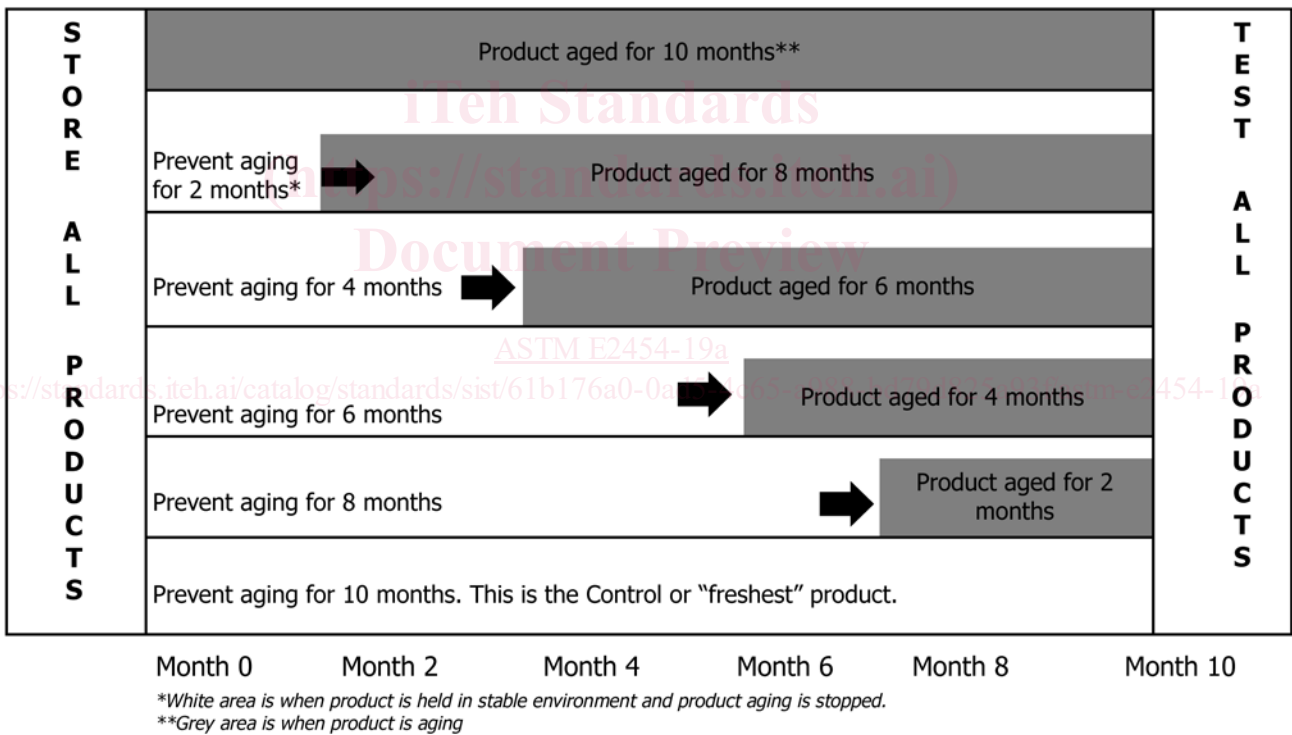 STORE ALL PRODUCTS
Product aged for 10 months**
iTeh Standards
Prevent aging
for 2 months*
Product aged for 8 months
(https://standards.iteh.ai)
Document Preview
Prevent aging for 4 months
Product aged for 6 months
ASTM E2454-19a
Prevent aging for 6 months
Product aged for 4 months
Prevent aging for 8 months
Product aged for 2
months
Prevent aging for 10 months. This is the Control or “freshest” product.
TEST ALL PRODUCTS
Month 0 Month 2 Month 4 Month 6 Month 8 Month 10
*White area is when product is held in stable environment and product aging is stopped.
**Grey area is when product is aging